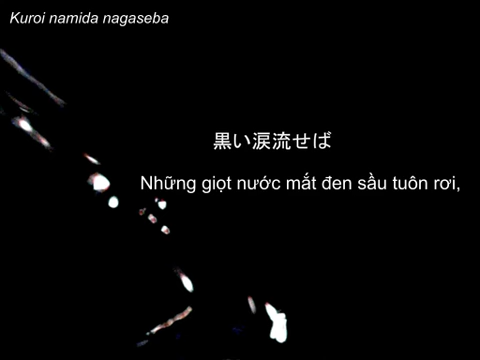 Kuroi namida nagaseba
黒い涙流せば
Những giọt nước mắt đen sầu tuôn rơi,